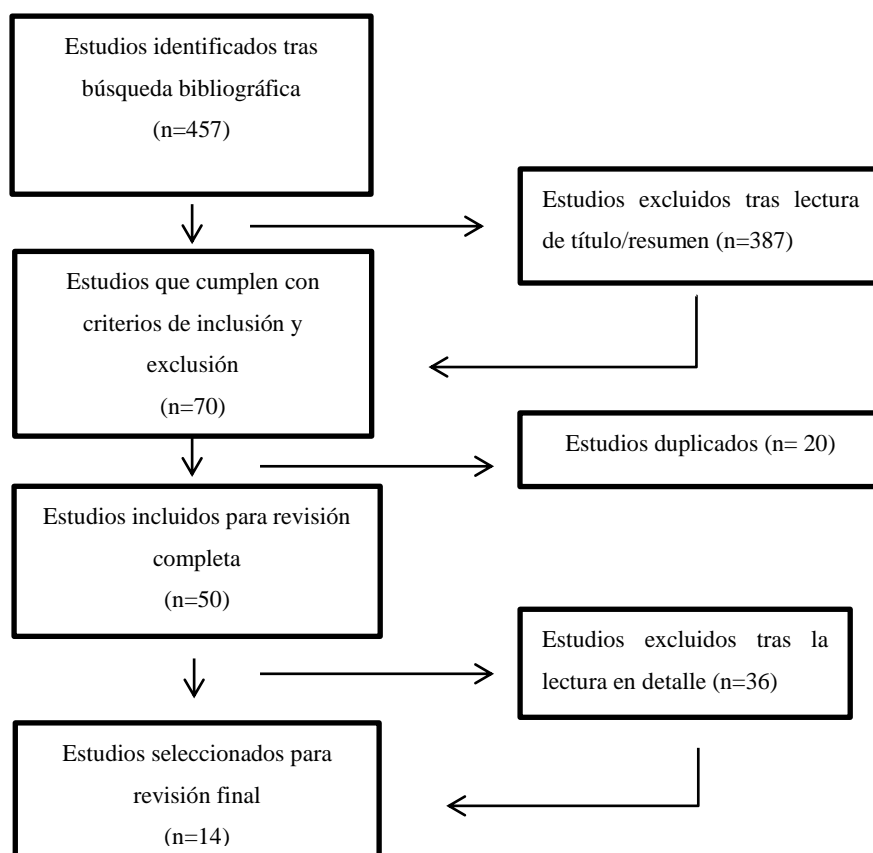 Estudios identificados tras
búsqueda bibliográfica
(n=457)
Estudios excluidos tras lectura
de título/resumen (n=387)
Estudios que cumplen con
criterios de inclusión y
exclusión
(n=70)
Estudios duplicados (n= 20)
Estudios incluidos para revisión
completa
(n=50)
Estudios excluidos tras la
lectura en detalle (n=36)
Estudios seleccionados para
revisión final
(n=14)